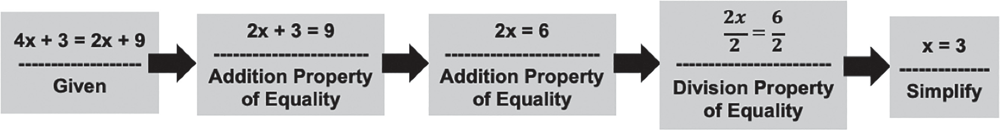 4x + 3 = 2x + 9
Given
2x + 3 = 9
Addition Property
of Equality
2x = 6
Addition Property
of Equality
2x/2 = 6/2
Division Property
of Equality
x = 3
Simplify